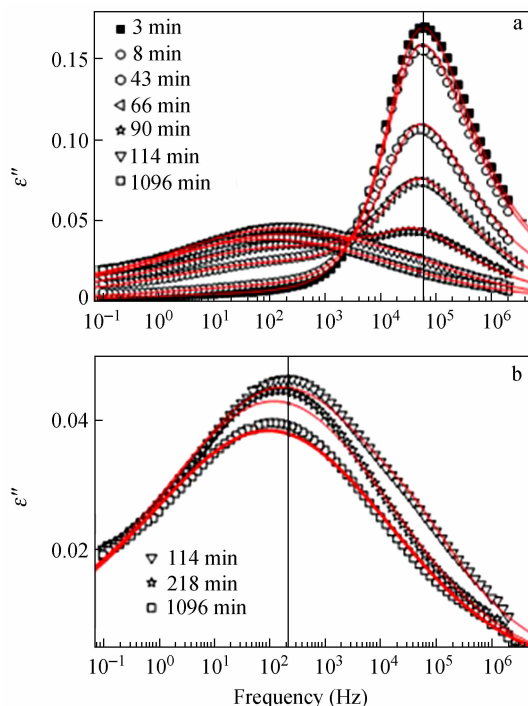 a
3 min
8 min
43 min
66 min
90 min
114 min
1096 min
0.15
0.10
0.05
0
ε″
10⁻¹ 10⁰ 10¹ 10² 10³ 10⁴ 10⁵ 10⁶
b
0.04
0.02
ε″
114 min
218 min
1096 min
10⁻¹ 10⁰ 10¹ 10² 10³ 10⁴ 10⁵ 10⁶
Frequency (Hz)